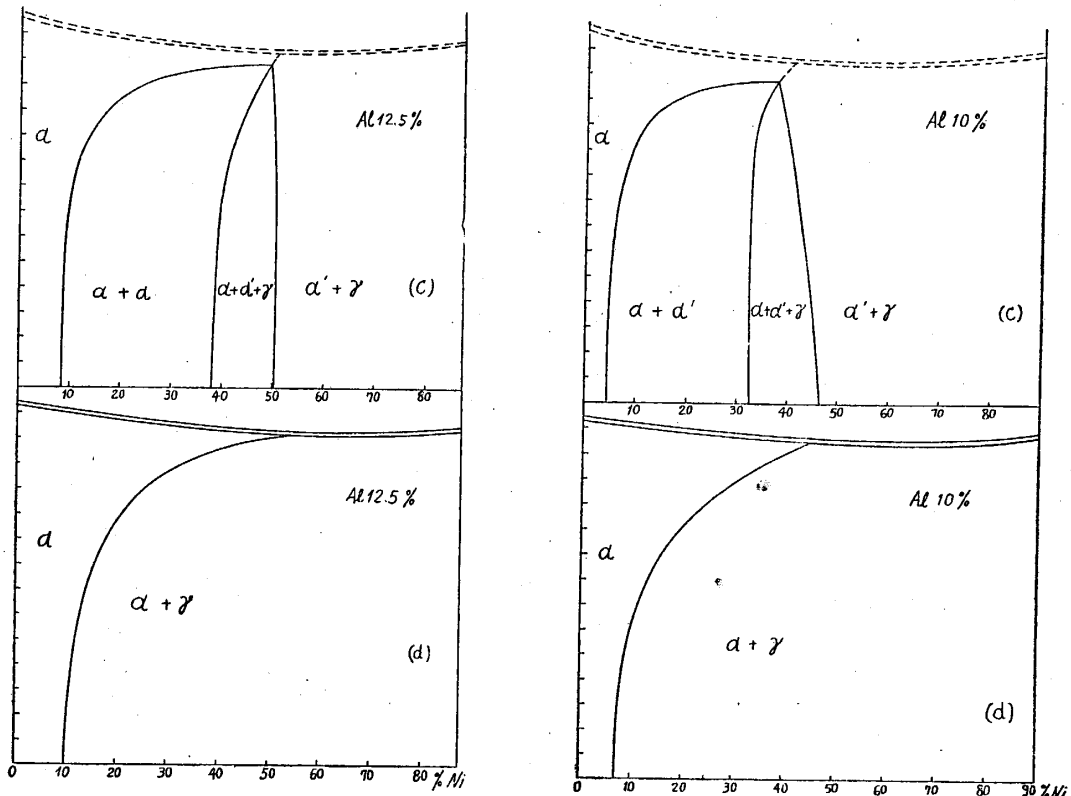 Al 12.5%
α
α + α
α+α'+γ
α' + γ
(c)
10 20 30 40 50 60 70 80
Al 12.5%
α
α + γ
(d)
0 10 20 30 40 50 60 70 80 % Ni
Al 10%
α
α + α'
α+α'+γ
α' + γ
(c)
10 20 30 40 50 60 70 80
Al 10%
α
α + γ
(d)
0 10 20 30 40 50 60 70 80 90 % Ni